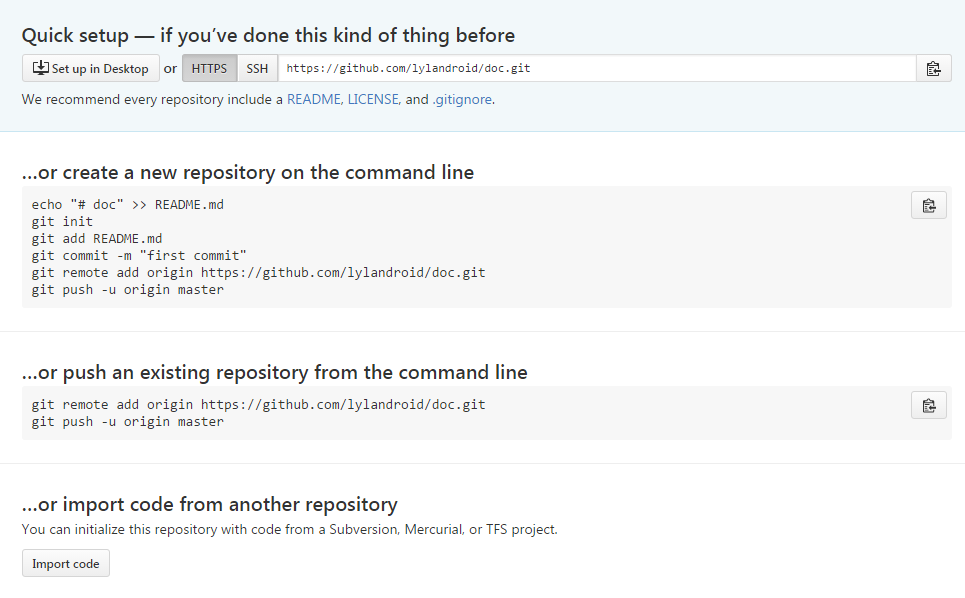 Quick setup — if you’ve done this kind of thing before
Set up in Desktop or HTTPS SSH https://github.com/lylandroid/doc.git
We recommend every repository include a README, LICENSE, and .gitignore.
…or create a new repository on the command line
echo "# doc" >> README.md
git init
git add README.md
git commit -m "first commit"
git remote add origin https://github.com/lylandroid/doc.git
git push -u origin master
…or push an existing repository from the command line
git remote add origin https://github.com/lylandroid/doc.git
git push -u origin master
…or import code from another repository
You can initialize this repository with code from a Subversion, Mercurial, or TFS project.
Import code